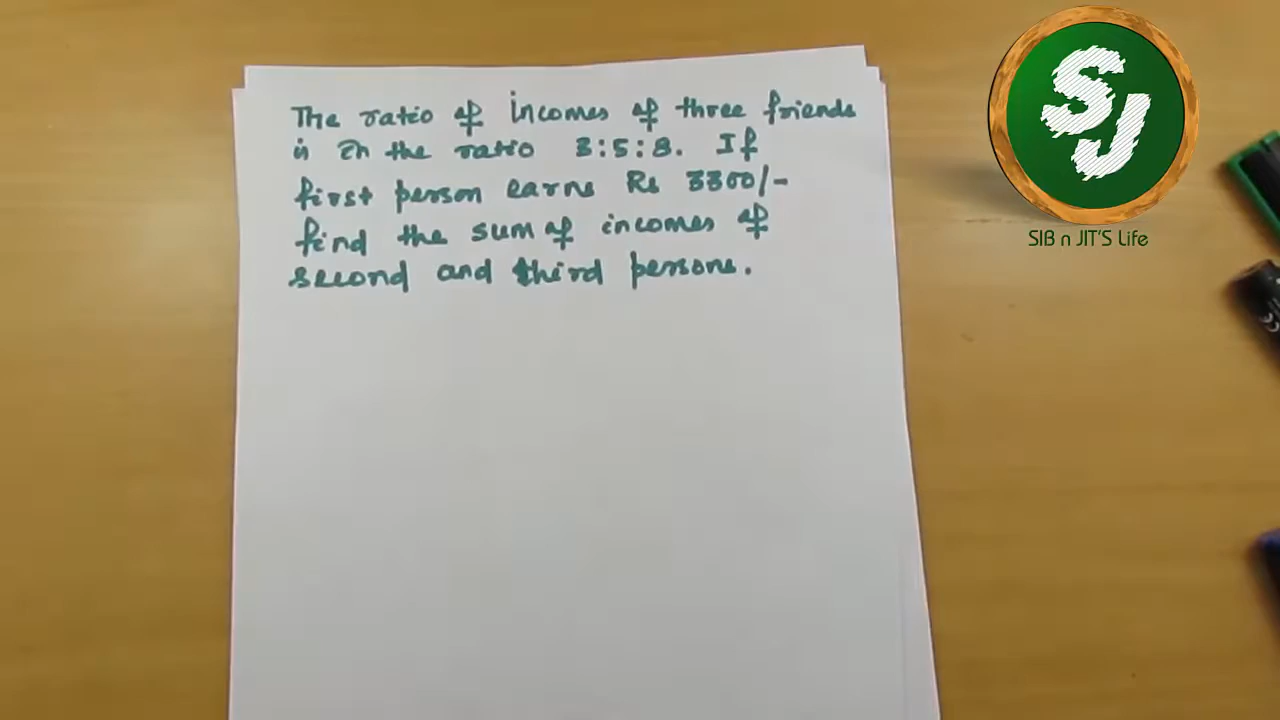 The ratio of incomes of three friends
is in the ratio 3:5:8. If
first person earns Rs 3300/-
find the sum of incomes of
second and third persons.
SJ
SIB n JIT'S Life